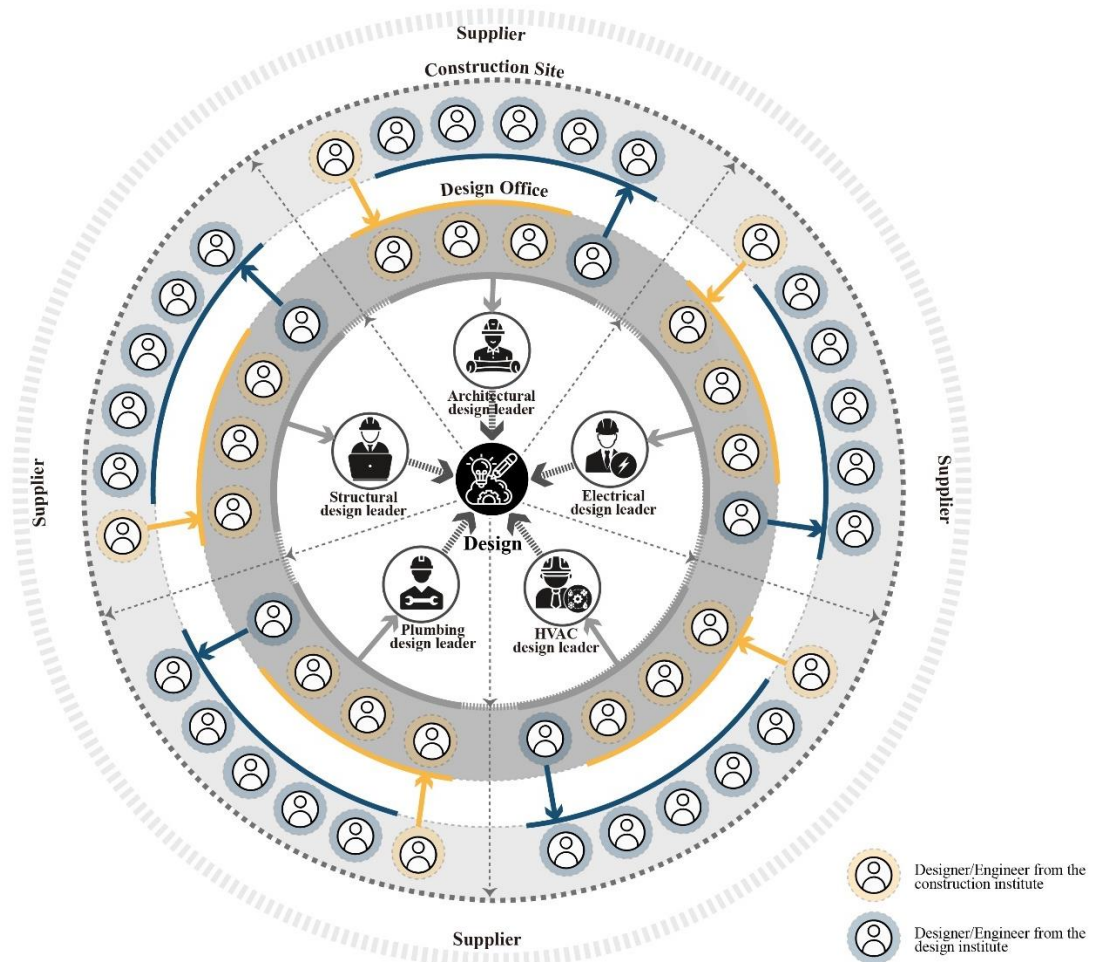 Supplier
Construction Site
Design Office
Architectural
design leader
Structural
design leader
Electrical
design leader
Supplier
Supplier
Design
Plumbing
design leader
HVAC
design leader
Supplier
Designer/Engineer from the
construction institute
Designer/Engineer from the
design institute